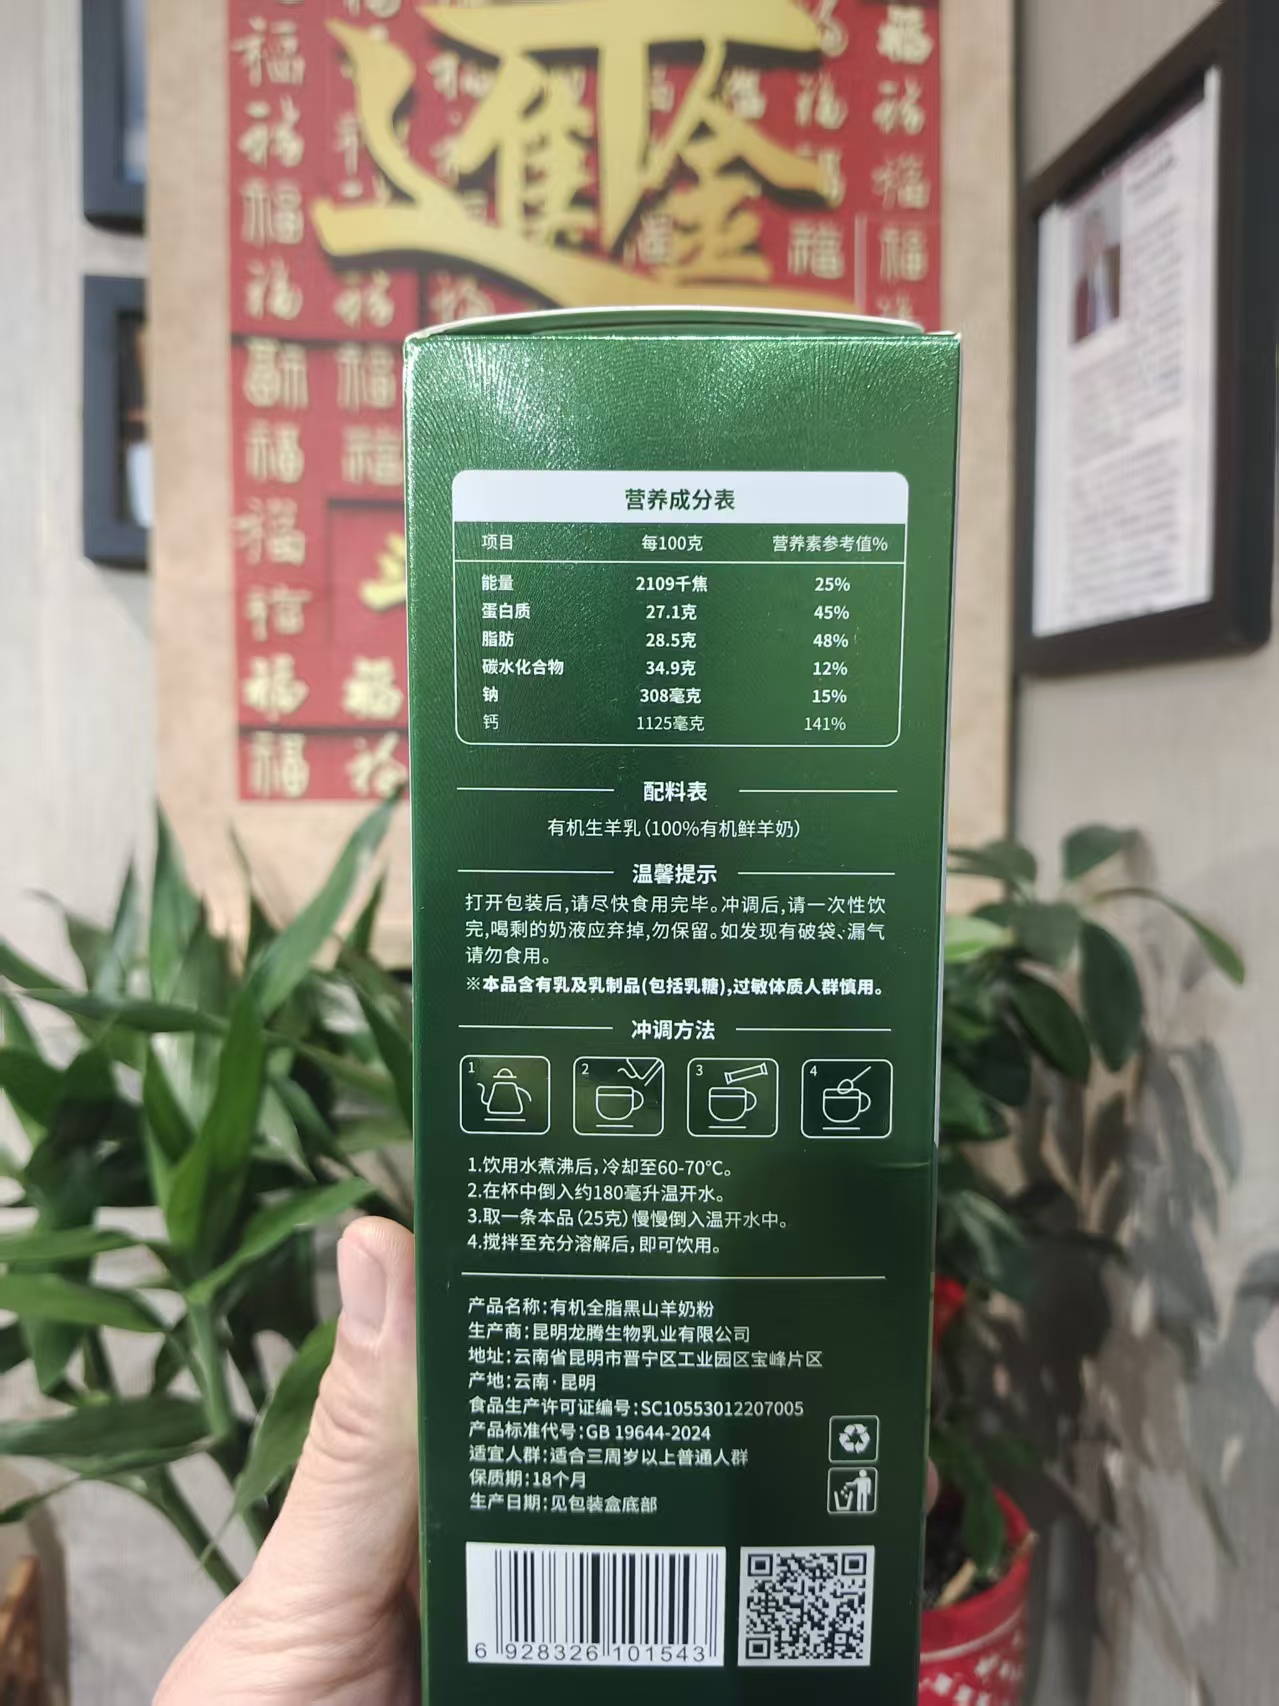 進金
营养成分表
项目 每100克 营养素参考值%
能量 2109千焦 25%
蛋白质 27.1克 45%
脂肪 28.5克 48%
碳水化合物 34.9克 12%
钠 308毫克 15%
钙 1125毫克 141%
配料表
有机生羊乳(100%有机鲜羊奶)
温馨提示
打开包装后,请尽快食用完毕。冲调后,请一次性饮
完,喝剩的奶液应弃掉,勿保留。如发现有破袋、漏气
请勿食用。
※本品含有乳及乳制品(包括乳糖),过敏体质人群慎用。
冲调方法
1 2 3 4
1.饮用水煮沸后,冷却至60-70℃。
2.在杯中倒入约180毫升温开水。
3.取一条本品(25克)慢慢倒入温开水中。
4.搅拌至充分溶解后,即可饮用。
产品名称:有机全脂黑山羊奶粉
生产商:昆明龙腾生物乳业有限公司
地址:云南省昆明市晋宁区工业园区宝峰片区
产地:云南·昆明
食品生产许可证编号:SC10553012207005
产品标准代号:GB 19644-2024
适宜人群:适合三周岁以上普通人群
保质期:18个月
生产日期:见包装盒底部
6 928326 101543